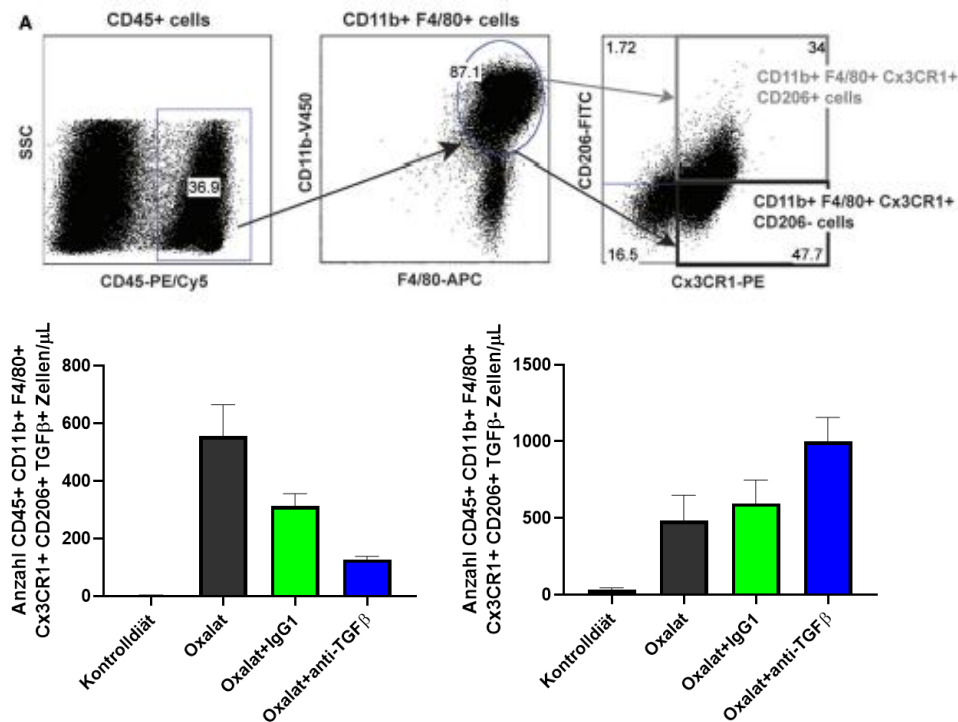 A
CD45+ cells
SSC
36.9
CD45-PE/Cy5
CD11b+ F4/80+ cells
CD11b-V450
87.1
F4/80-APC
1.72
34
CD11b+ F4/80+ Cx3CR1+
CD206+ cells
CD206-FITC
CD11b+ F4/80+ Cx3CR1+
CD206- cells
16.5
47.7
Cx3CR1-PE
Anzahl CD45+ CD11b+ F4/80+
Cx3CR1+ CD206+ TGFβ+ Zellen/µL
800
600
400
200
0
Kontrolldiät
Oxalat
Oxalat+IgG1
Oxalat+anti-TGFβ
Anzahl CD45+ CD11b+ F4/80+
Cx3CR1+ CD206+ TGFβ- Zellen/µL
1500
1000
500
0
Kontrolldiät
Oxalat
Oxalat+IgG1
Oxalat+anti-TGFβ